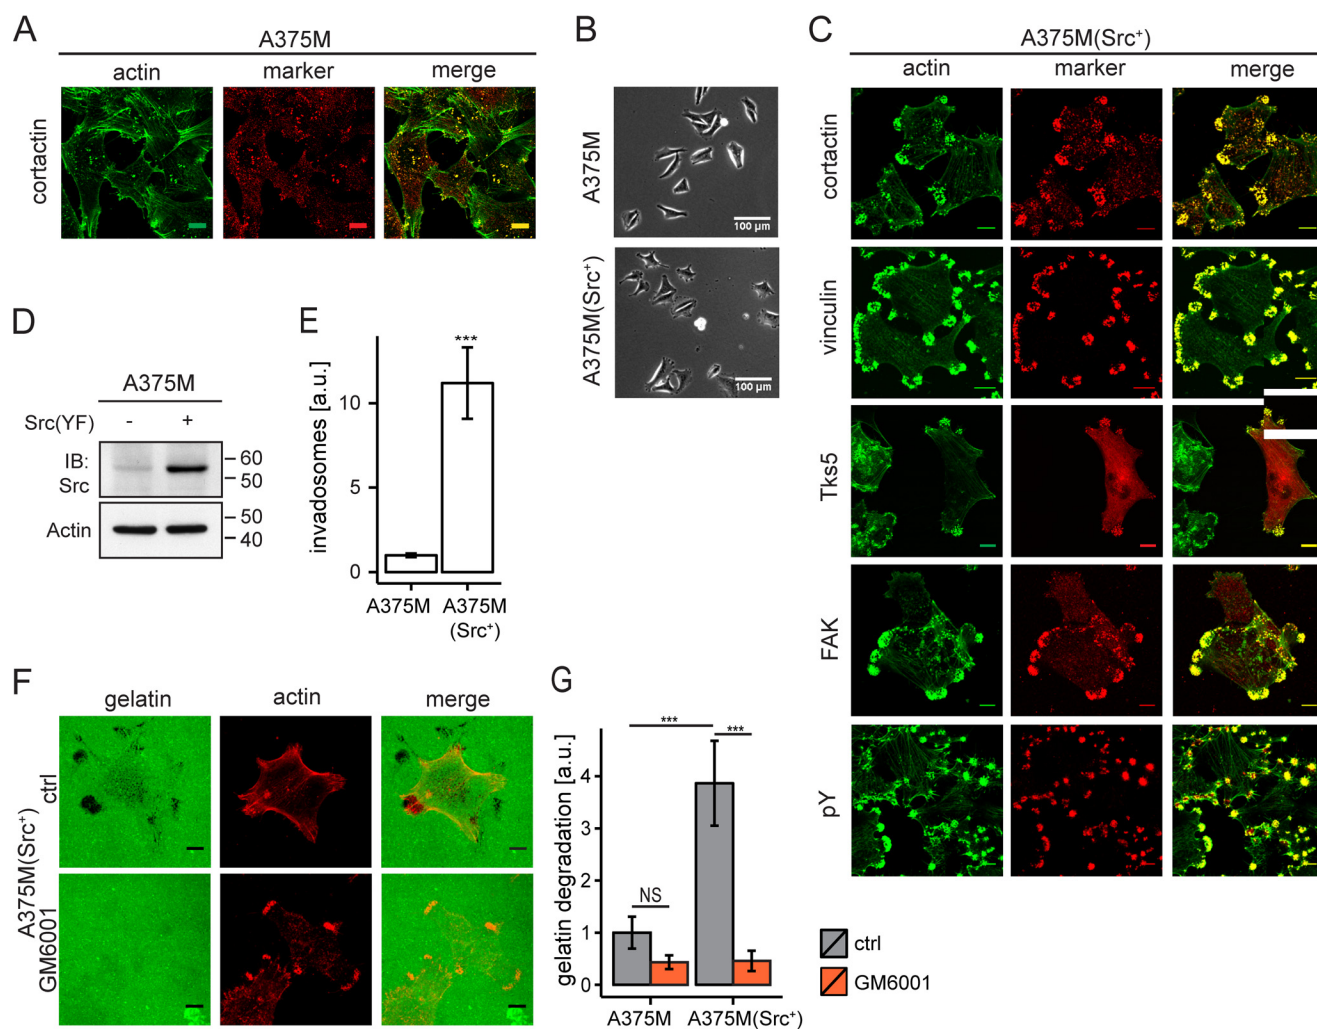 A
A375M
actin marker merge
cortactin
B
A375M
100 µm
A375M(Src⁺)
100 µm
C
A375M(Src⁺)
actin marker merge
cortactin
vinculin
Tks5
FAK
pY
D
A375M
Src(YF) - +
IB:
Src
60
50
Actin
50
40
E
invadosomes [a.u.]
10
5
0
***
A375M
A375M
(Src⁺)
F
gelatin actin merge
A375M(Src⁺)
ctrl
GM6001
G
gelatin degradation [a.u.]
4
3
2
1
0
***
***
NS
A375M
A375M(Src⁺)
ctrl
GM6001